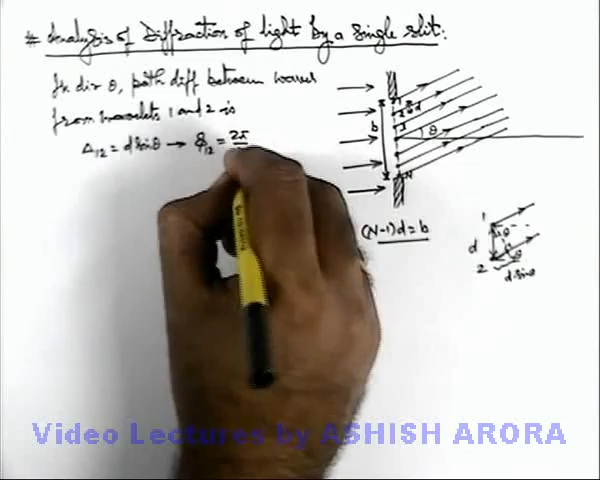 # Analysis of Diffraction of light by a single slit:
In dir θ, path diff between waves
from wavelets 1 and 2 is
Δ₁₂ = d sinθ → φ₁₂ = 2π
b
1
2
d
3
θ
N
(N-1)d = b
1
θ
d
θ
2
d sinθ
Video Lectures by ASHISH ARORA